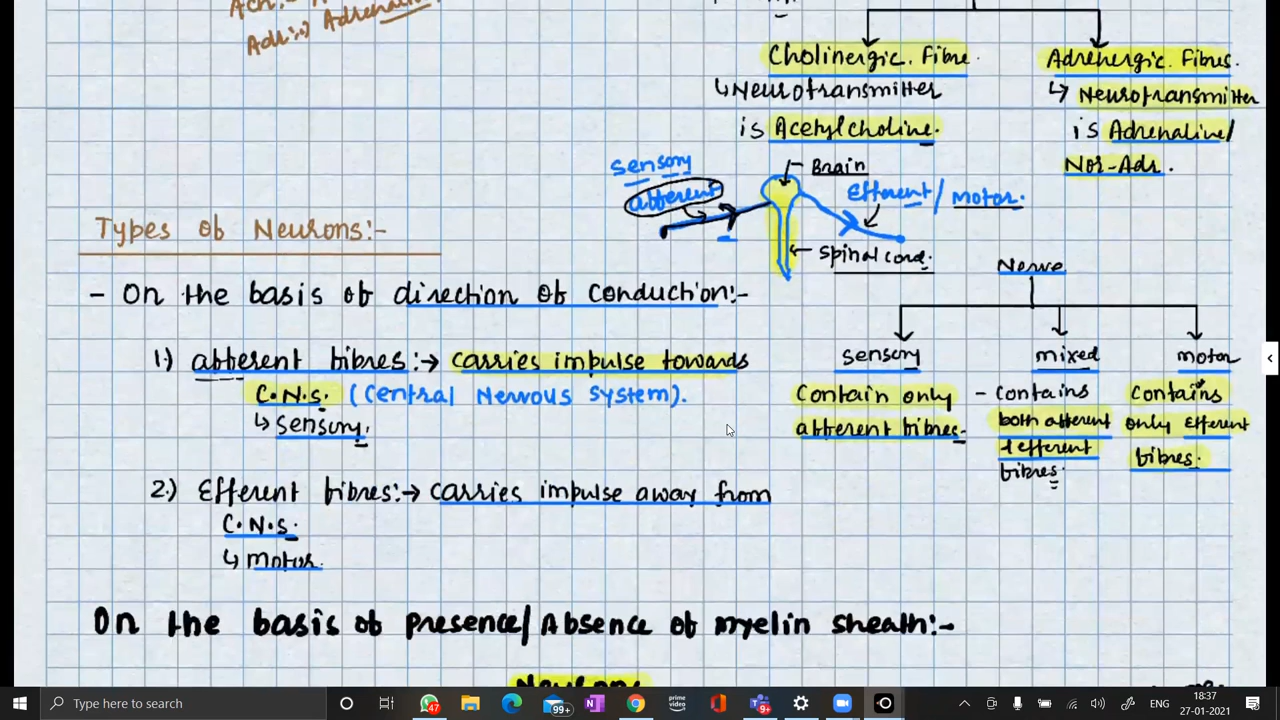 Cholinergic. Fibre.
↳Neurotransmitter
is Acetylcholine.
Adrenergic. Fibres.
↳ Neurotransmitter
is Adrenaline/
Nor-Adr.
Sensory
afferent
Brain
Efferent / Motor.
Spinal cord.
Types of Neurons:-
- On the basis of direction of conduction:-
1.) afferent fibres:→ carries impulse towards
C.N.S. (Central Nervous System).
↳ Sensory.
2.) Efferent fibres:→ carries impulse away from
C.N.S.
↳ Motor.
Nerve
Sensory
Contain only
afferent fibres.
mixed
- contains
both afferent
& efferent
fibres.
motor
Contains
only Efferent
fibres.
On the basis of presence/Absence of myelin sheath:-
Neurons
Type here to search
47
99+
9+
ENG
18:37
27-01-2021